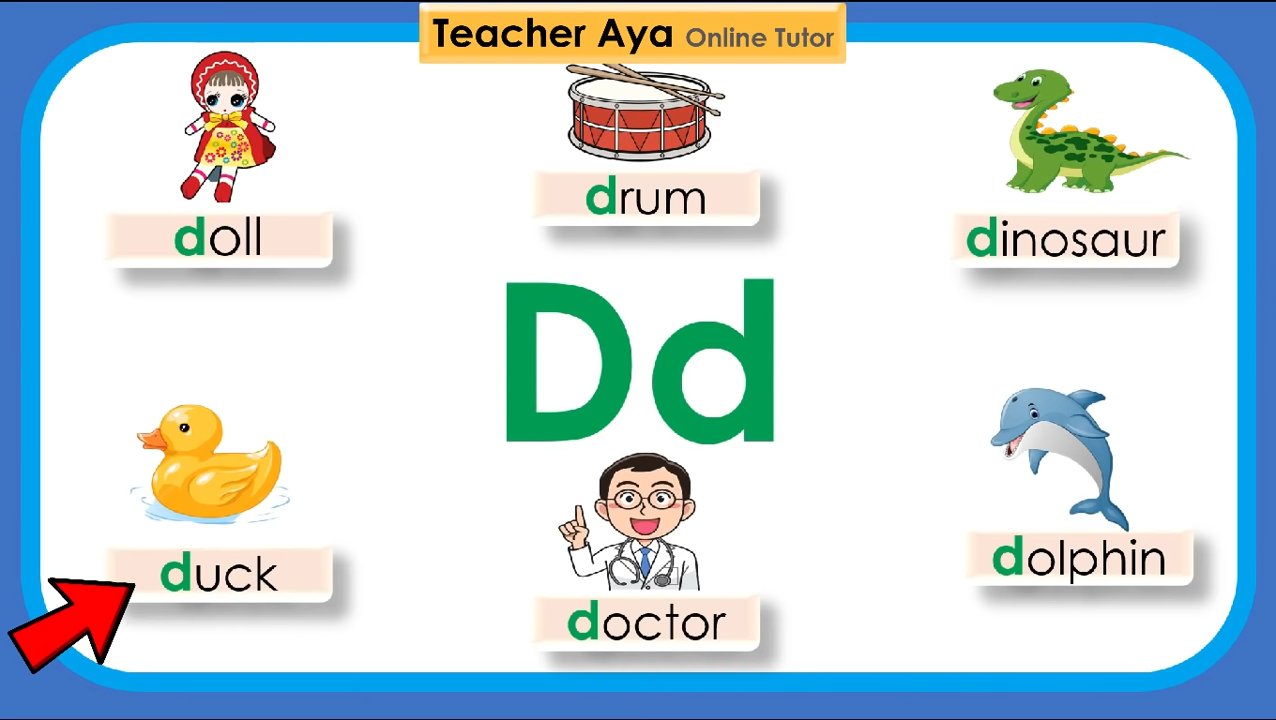 Teacher Aya Online Tutor
doll
drum
dinosaur
Dd
duck
doctor
dolphin